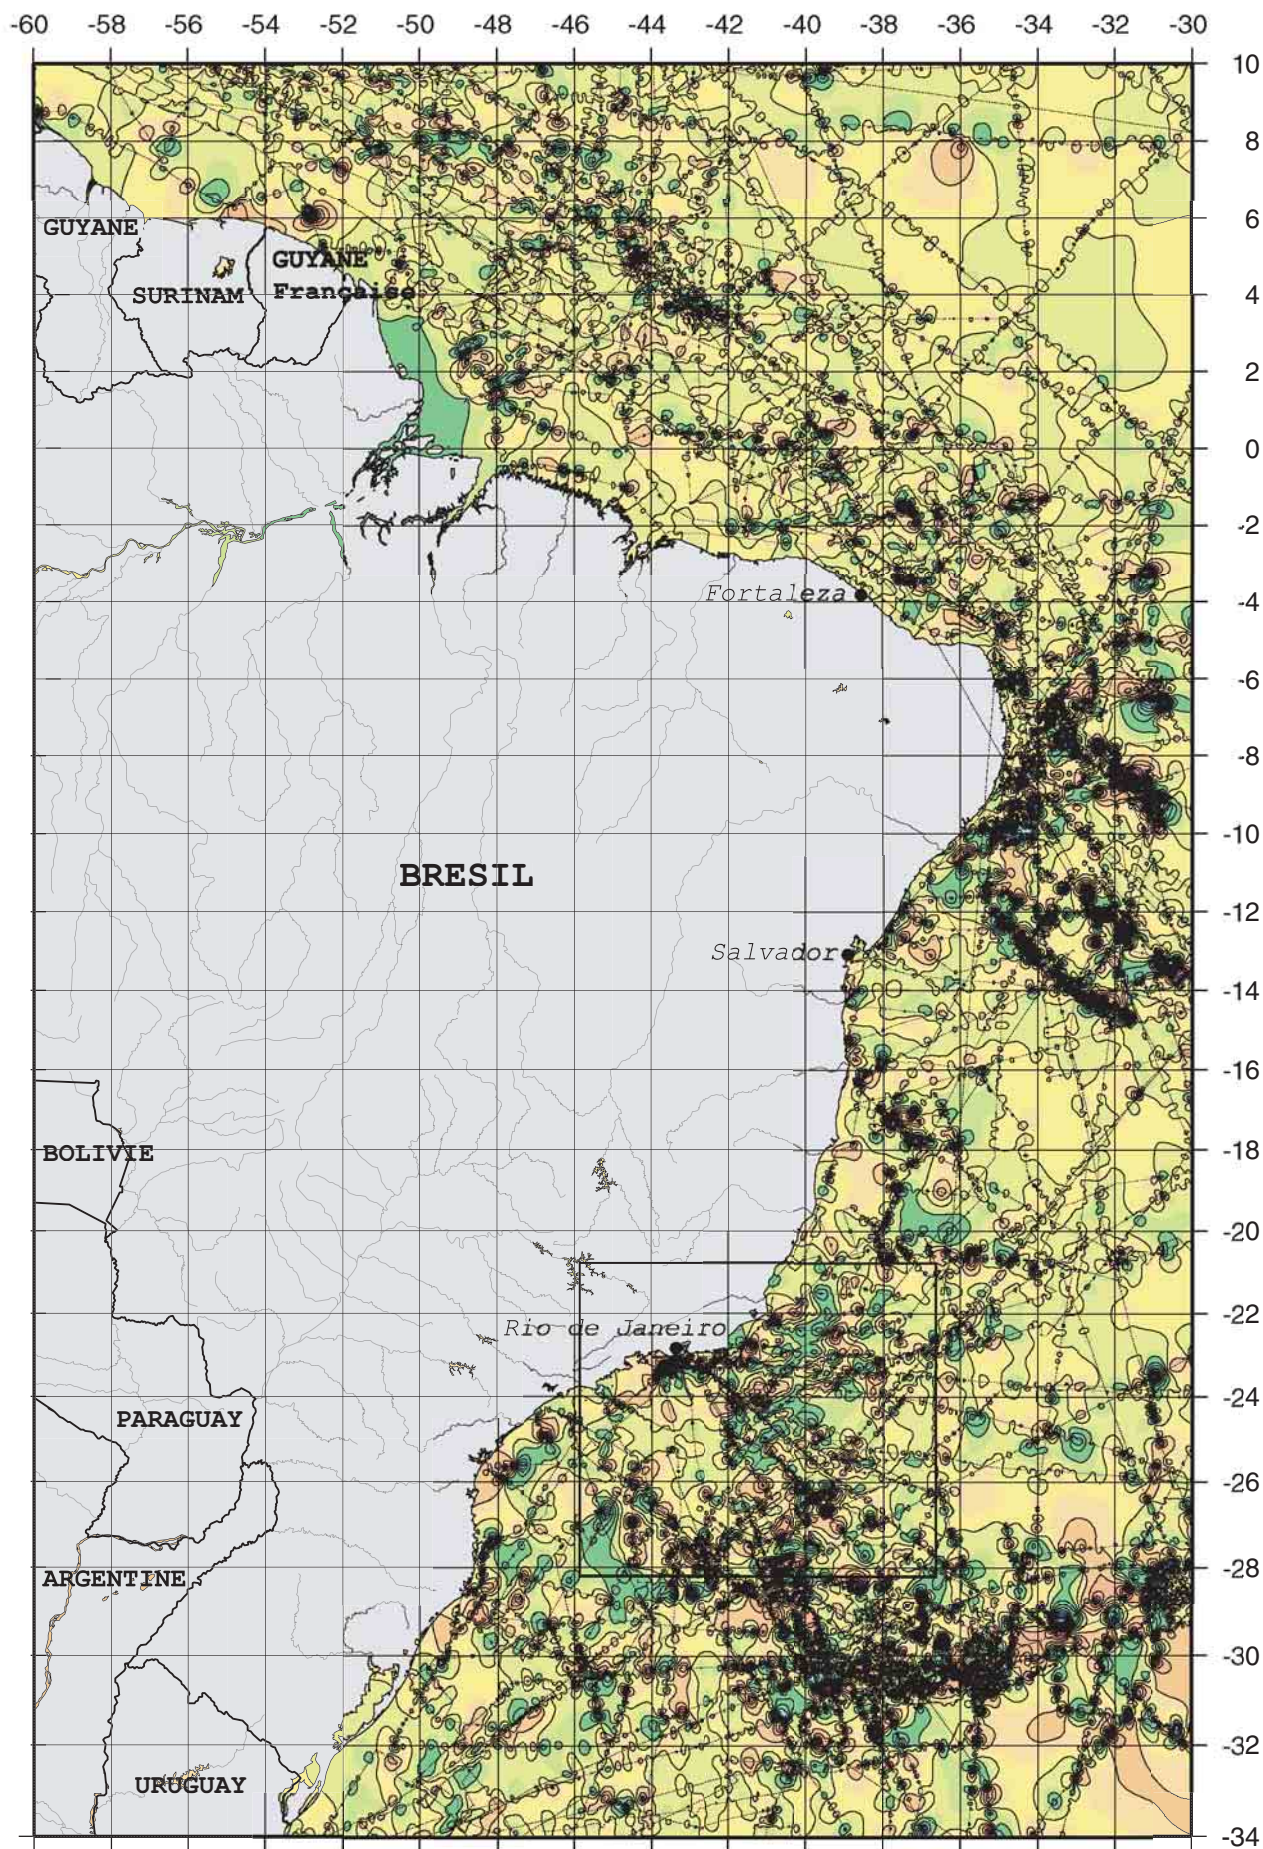 -60 -58 -56 -54 -52 -50 -48 -46 -44 -42 -40 -38 -36 -34 -32 -30
10
8
6
GUYANE
GUYANE
Française
SURINAM
4
2
0
-2
Fortaleza
-4
-6
-8
-10
BRESIL
-12
Salvador
-14
-16
BOLIVIE
-18
-20
-22
Rio de Janeiro
-24
PARAGUAY
-26
-28
ARGENTINE
-30
-32
URUGUAY
-34